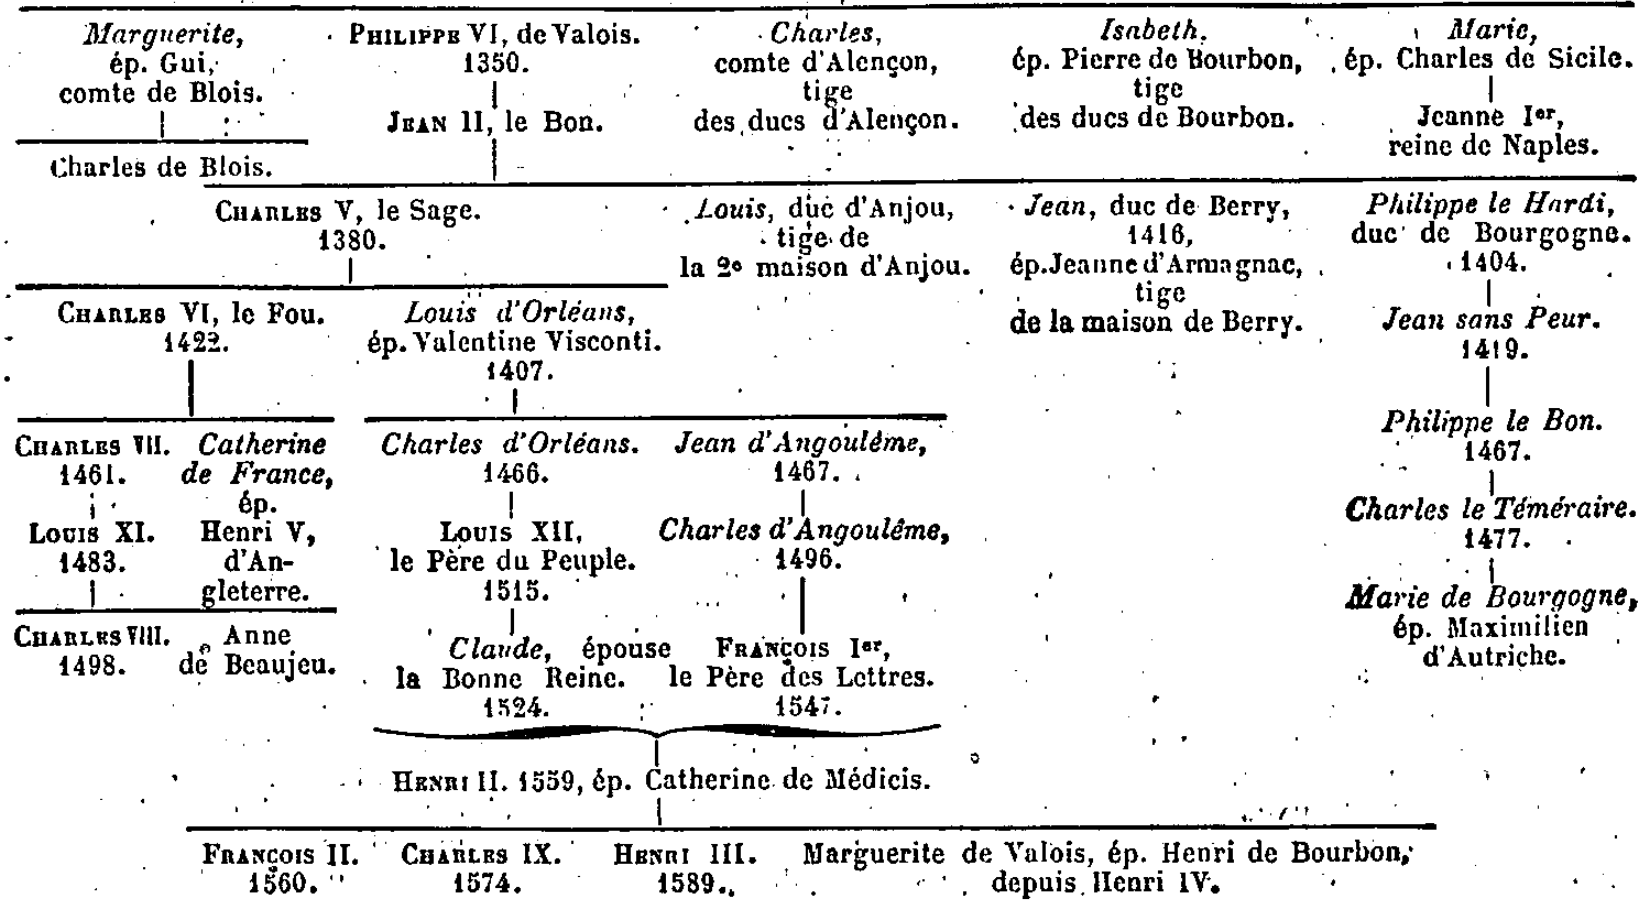 Marguerite,
ép. Gui,
comte de Blois.
PHILIPPE VI, de Valois.
1350.
JEAN II, le Bon.
Charles,
comte d'Alençon,
tige
des ducs d'Alençon.
Isabeth,
ép. Pierre de Bourbon,
tige
des ducs de Bourbon.
Marie,
ép. Charles de Sicile.
Jeanne Ier,
reine de Naples.
Charles de Blois.
CHARLES V, le Sage.
1380.
Louis, duc d'Anjou,
tige de
la 2e maison d'Anjou.
Jean, duc de Berry,
1416,
ép. Jeanne d'Armagnac,
tige
de la maison de Berry.
Philippe le Hardi,
duc de Bourgogne.
1404.
Jean sans Peur.
1419.
Philippe le Bon.
1467.
Charles le Téméraire.
1477.
Marie de Bourgogne,
ép. Maximilien
d'Autriche.
CHARLES VI, le Fou.
1422.
Louis d'Orléans,
ép. Valentine Visconti.
1407.
CHARLES VII.
1461.
LOUIS XI.
1483.
Catherine
de France,
ép.
Henri V,
d'An-
gleterre.
CHARLES VIII.
1498.
Anne
de Beaujeu.
Charles d'Orléans.
1466.
LOUIS XII,
le Père du Peuple.
1515.
Jean d'Angoulême,
1467.
Charles d'Angoulême,
1496.
Claude, épouse FRANÇOIS Ier,
la Bonne Reine. le Père des Lettres.
1524. 1547.
HENRI II. 1559, ép. Catherine de Médicis.
FRANÇOIS II.
1560.
CHARLES IX.
1574.
HENRI III.
1589.
Marguerite de Valois, ép. Henri de Bourbon,
depuis Henri IV.